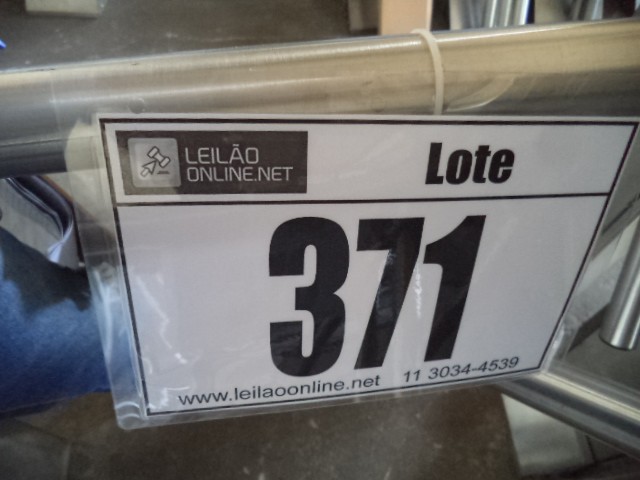 LEILÃO
ONLINE.NET
Lote
371
www.leilaoonline.net 11 3034-4539